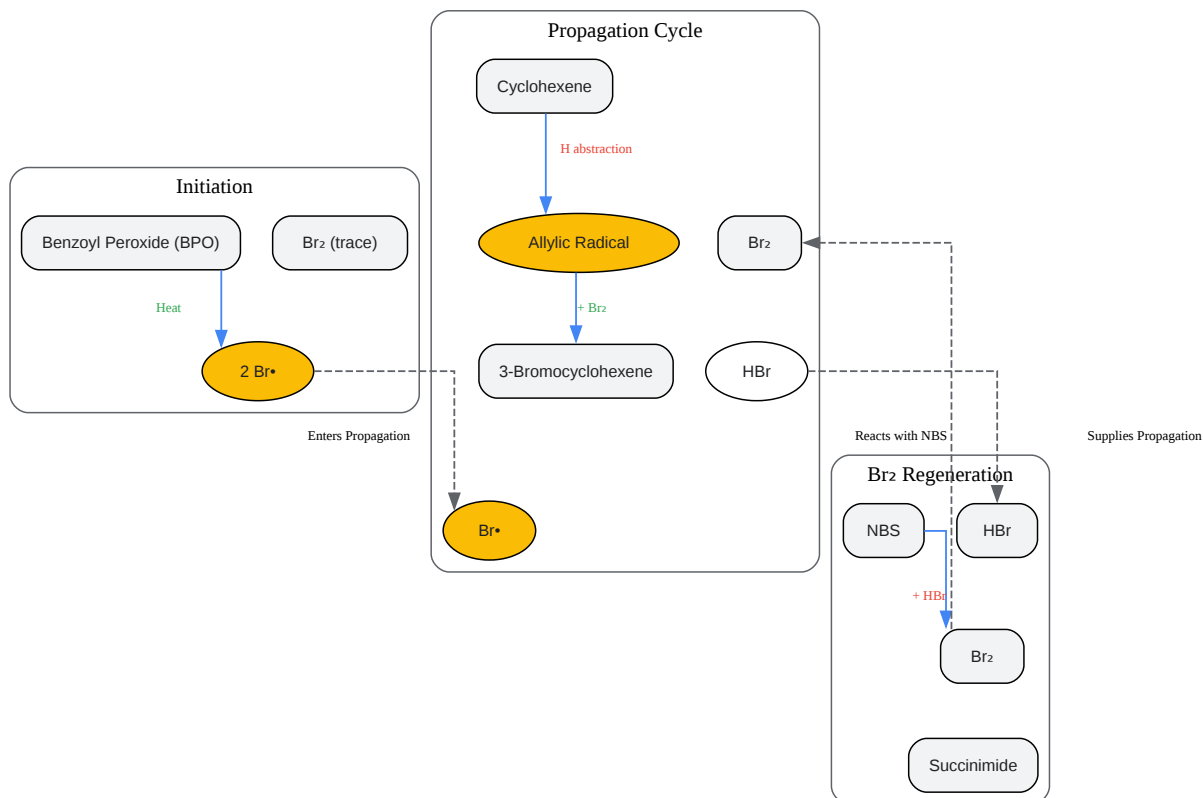 Propagation Cycle
Cyclohexene
H abstraction
Initiation
Benzoyl Peroxide (BPO)
Br₂ (trace)
Allylic Radical
Br₂
Heat
+ Br₂
2 Br•
3-Bromocyclohexene
HBr
Enters Propagation
Reacts with NBS
Supplies Propagation
Br₂ Regeneration
Br•
NBS
HBr
+ HBr
Br₂
Succinimide